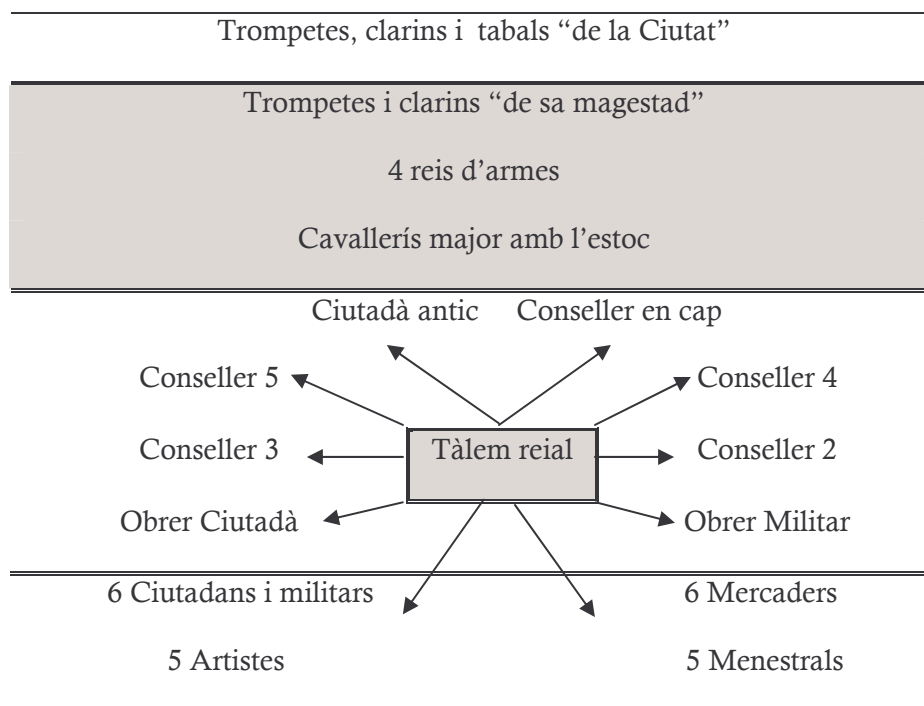 Trompetes, clarins i tabals “de la Ciutat”
Trompetes i clarins “de sa magestad”
4 reis d’armes
Cavallerís major amb l’estoc
Ciutadà antic Conseller en cap
Conseller 5 Conseller 4
Conseller 3 Tàlem reial Conseller 2
Obrer Ciutadà Obrer Militar
6 Ciutadans i militars 6 Mercaders
5 Artistes 5 Menestrals